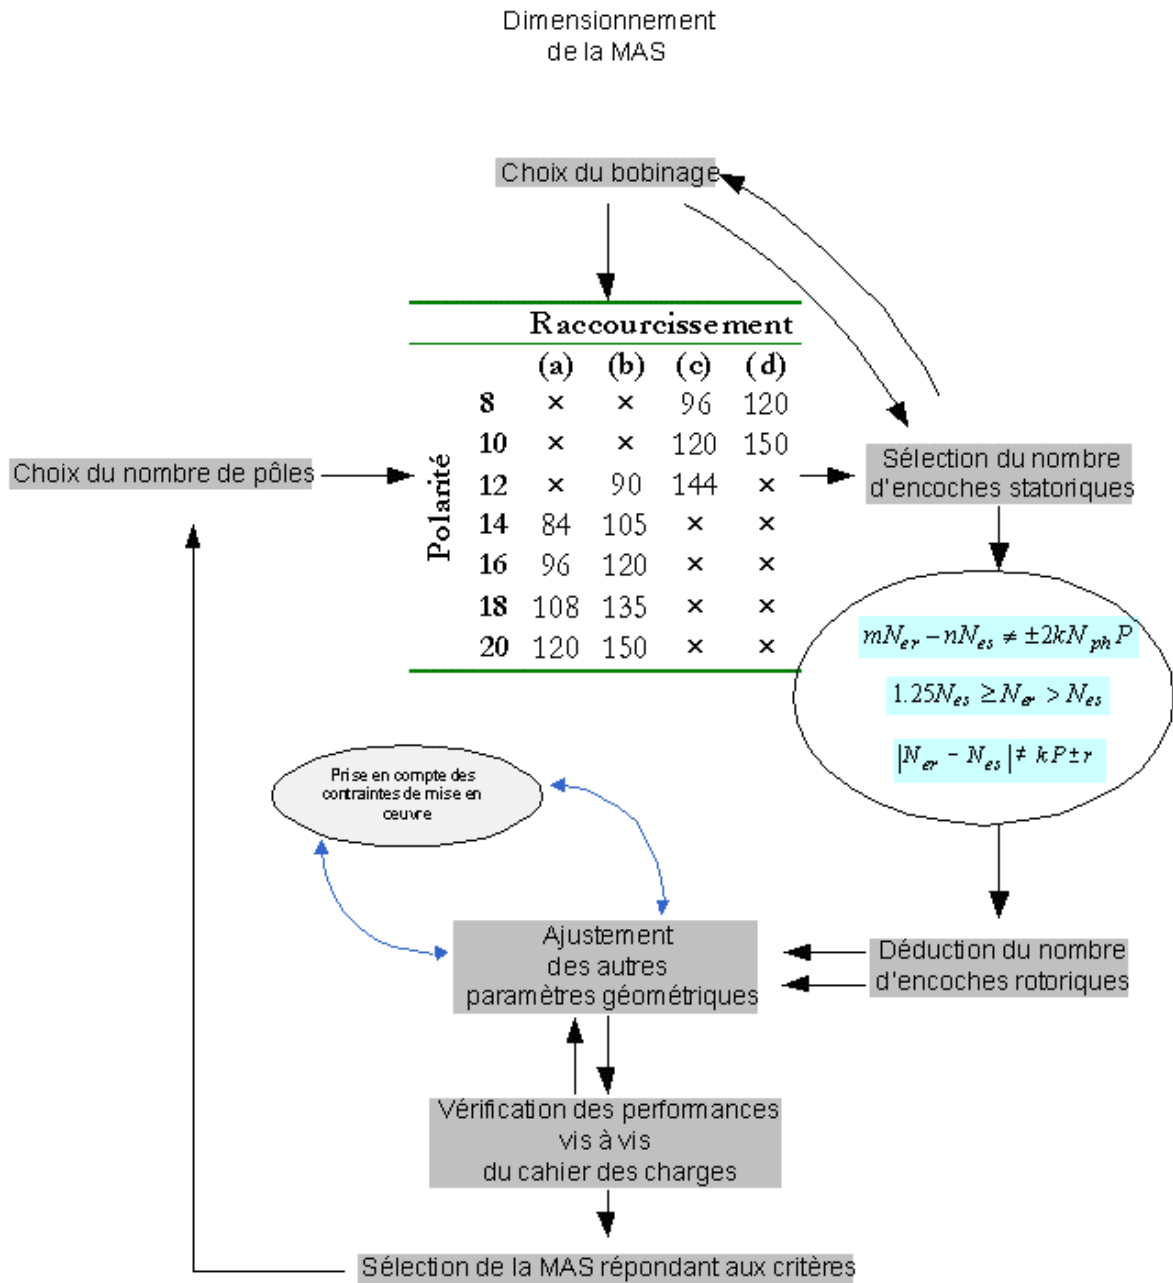 Dimensionnement
de la MAS
Choix du bobinage
Raccourcissement
(a) (b) (c) (d)
8 × × 96 120
10 × × 120 150
12 × 90 144 ×
14 84 105 × ×
16 96 120 × ×
18 108 135 × ×
20 120 150 × ×
Polarité
Choix du nombre de pôles
Sélection du nombre
d'encoches statoriques
mN_er − nN_es ≠ ±2kN_ph P
1.25N_es ≥ N_er > N_es
|N_er − N_es| ≠ kP ± r
Prise en compte des
contraintes de mise en
œuvre
Ajustement
des autres
paramètres géométriques
Déduction du nombre
d'encoches rotoriques
Vérification des performances
vis à vis
du cahier des charges
Sélection de la MAS répondant aux critères